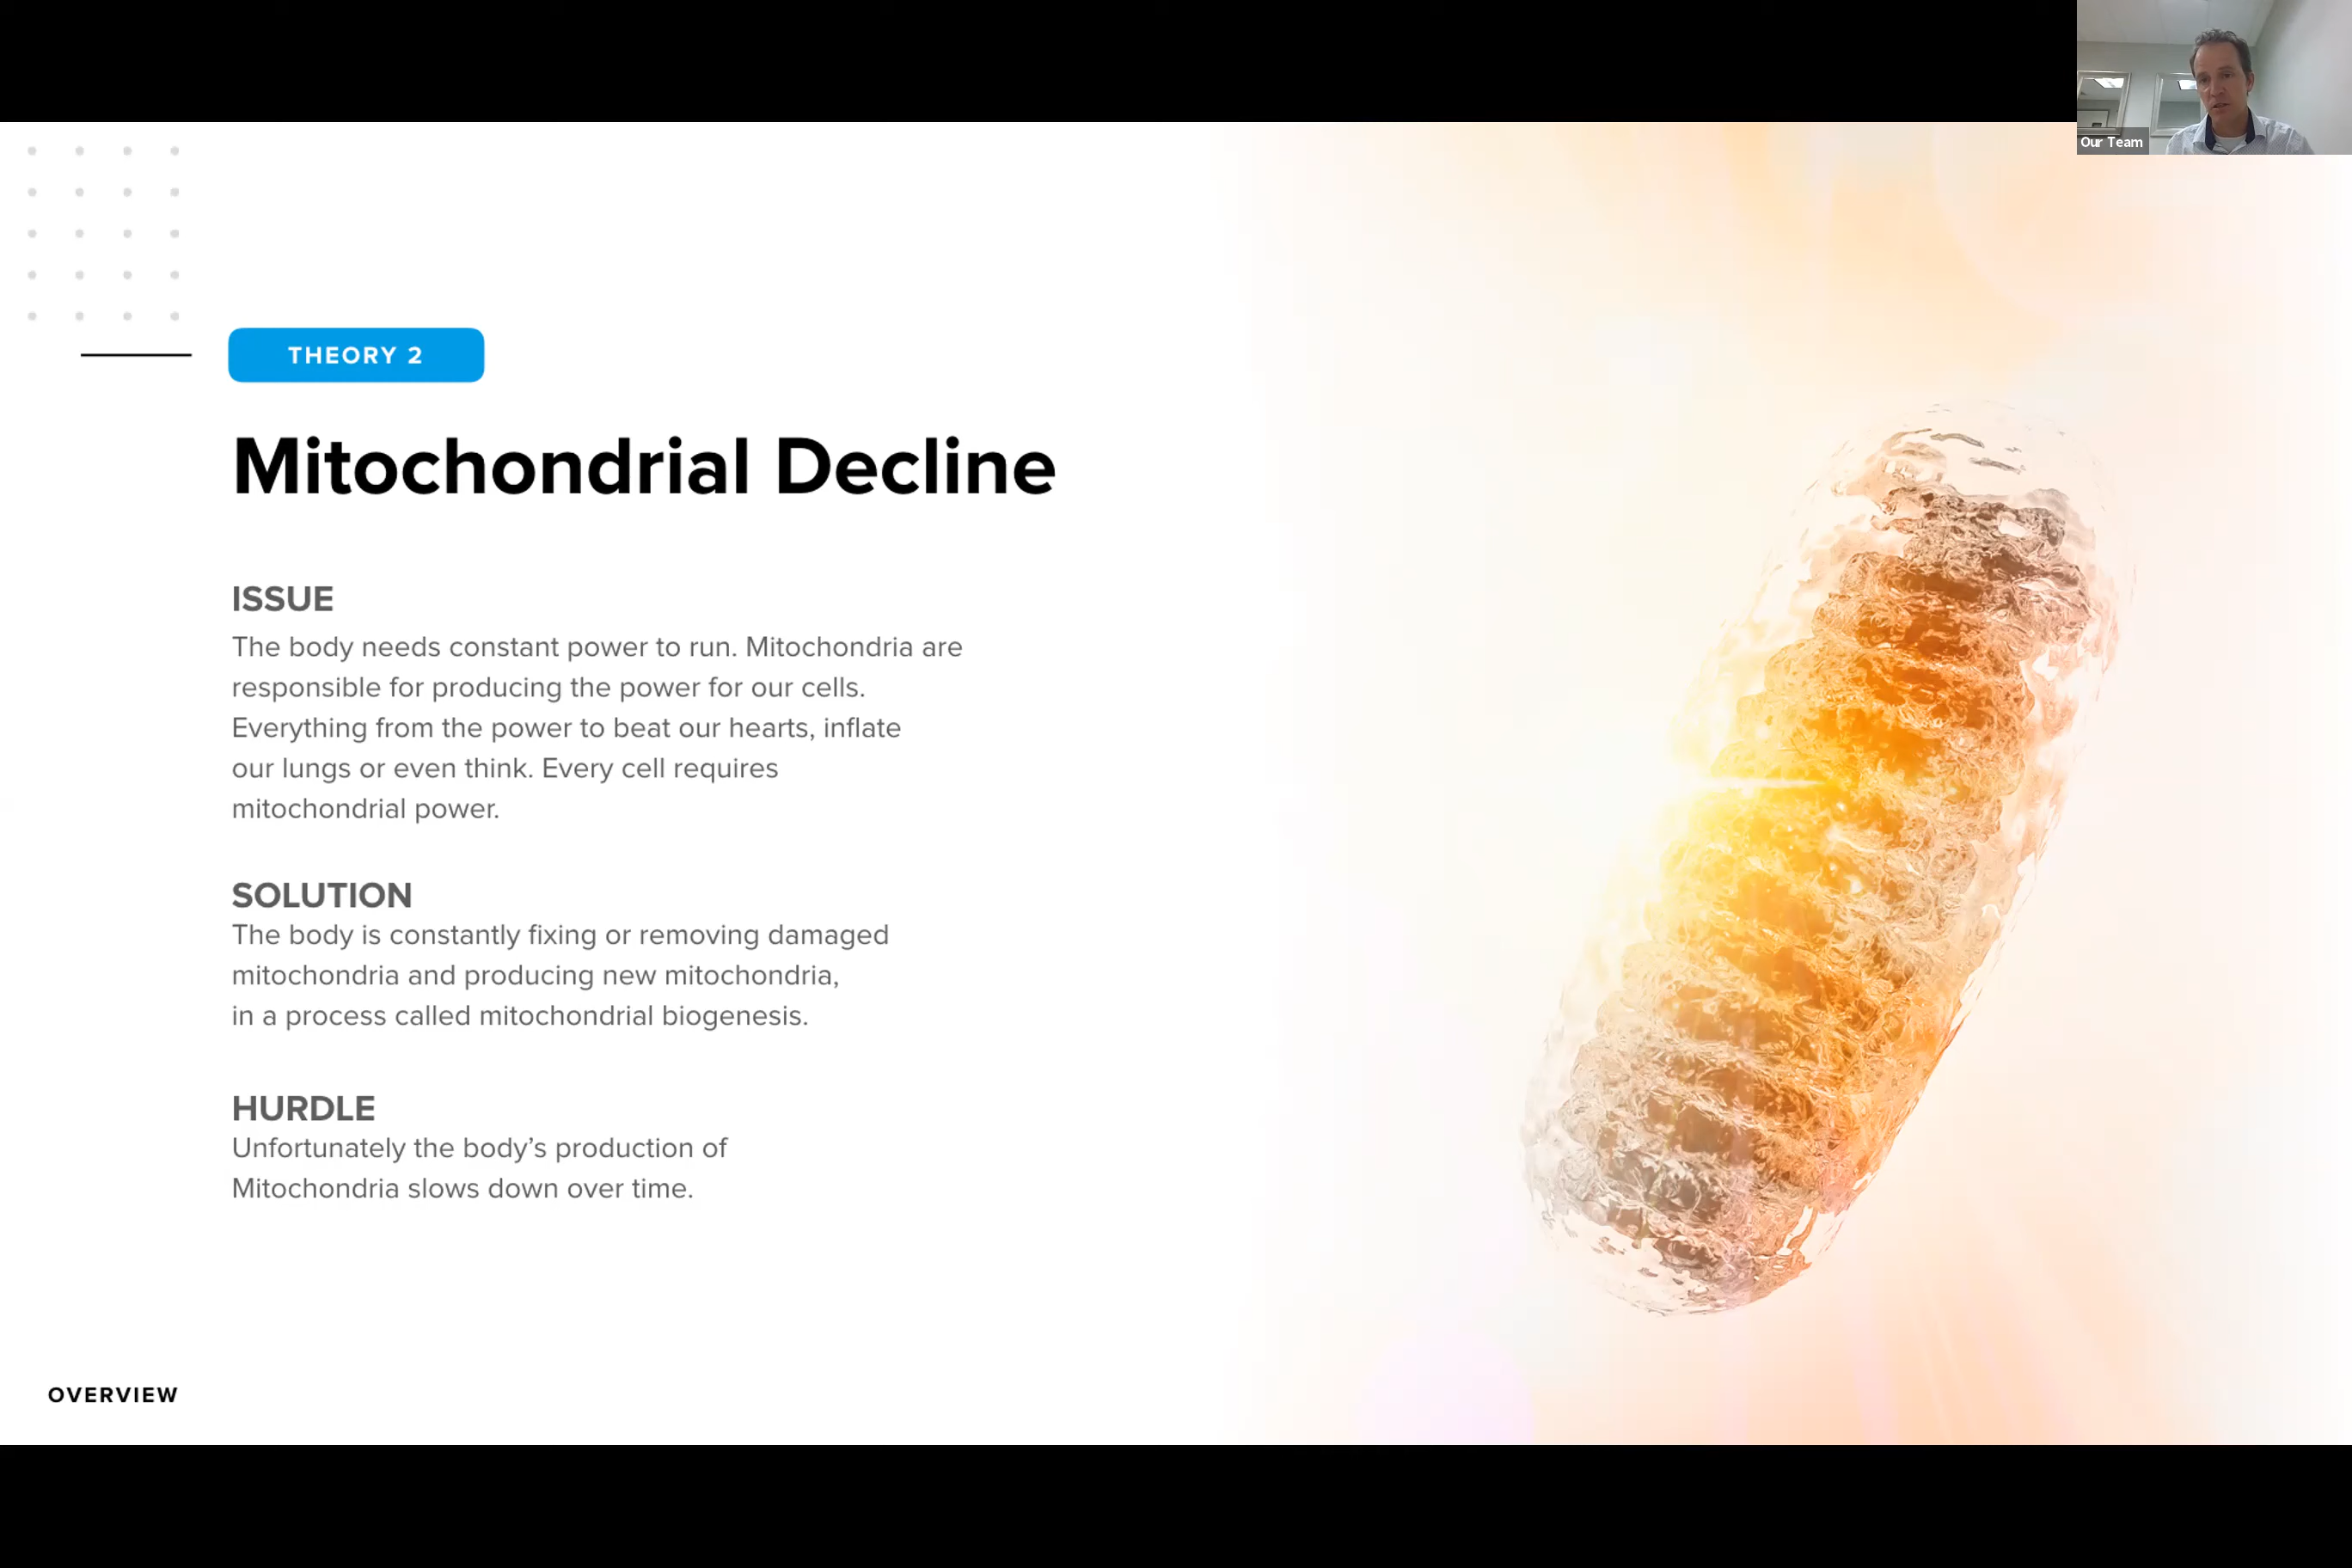 Our Team
THEORY 2
Mitochondrial Decline
ISSUE
The body needs constant power to run. Mitochondria are
responsible for producing the power for our cells.
Everything from the power to beat our hearts, inflate
our lungs or even think. Every cell requires
mitochondrial power.
SOLUTION
The body is constantly fixing or removing damaged
mitochondria and producing new mitochondria,
in a process called mitochondrial biogenesis.
HURDLE
Unfortunately the body’s production of
Mitochondria slows down over time.
OVERVIEW